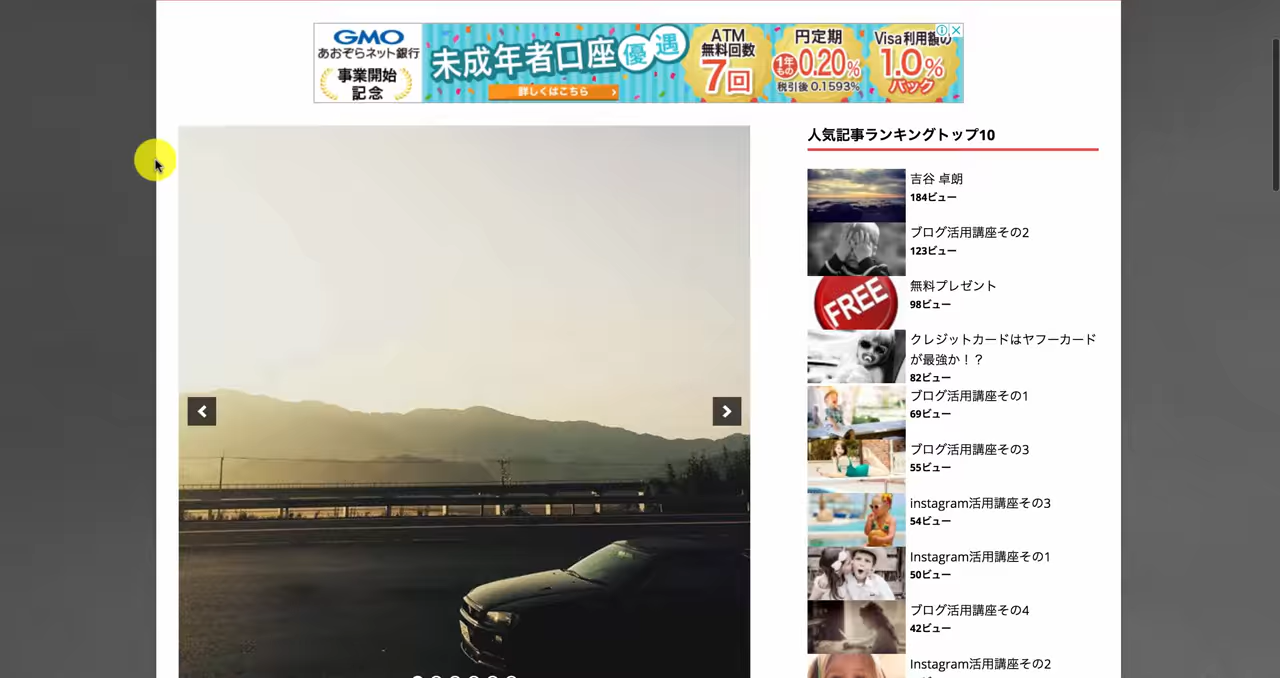 GMO
あおぞらネット銀行
事業開始
記念
未成年者口座優遇
詳しくはこちら
ATM
無料回数
7回
円定期
1年もの
0.20%
税引後0.1593%
Visa利用額の
1.0%
バック
人気記事ランキングトップ10
吉谷 卓朗
184ビュー
ブログ活用講座その2
123ビュー
無料プレゼント
98ビュー
FREE
クレジットカードはヤフーカード
が最強か！？
82ビュー
ブログ活用講座その1
69ビュー
ブログ活用講座その3
55ビュー
instagram活用講座その3
54ビュー
Instagram活用講座その1
50ビュー
ブログ活用講座その4
42ビュー
Instagram活用講座その2